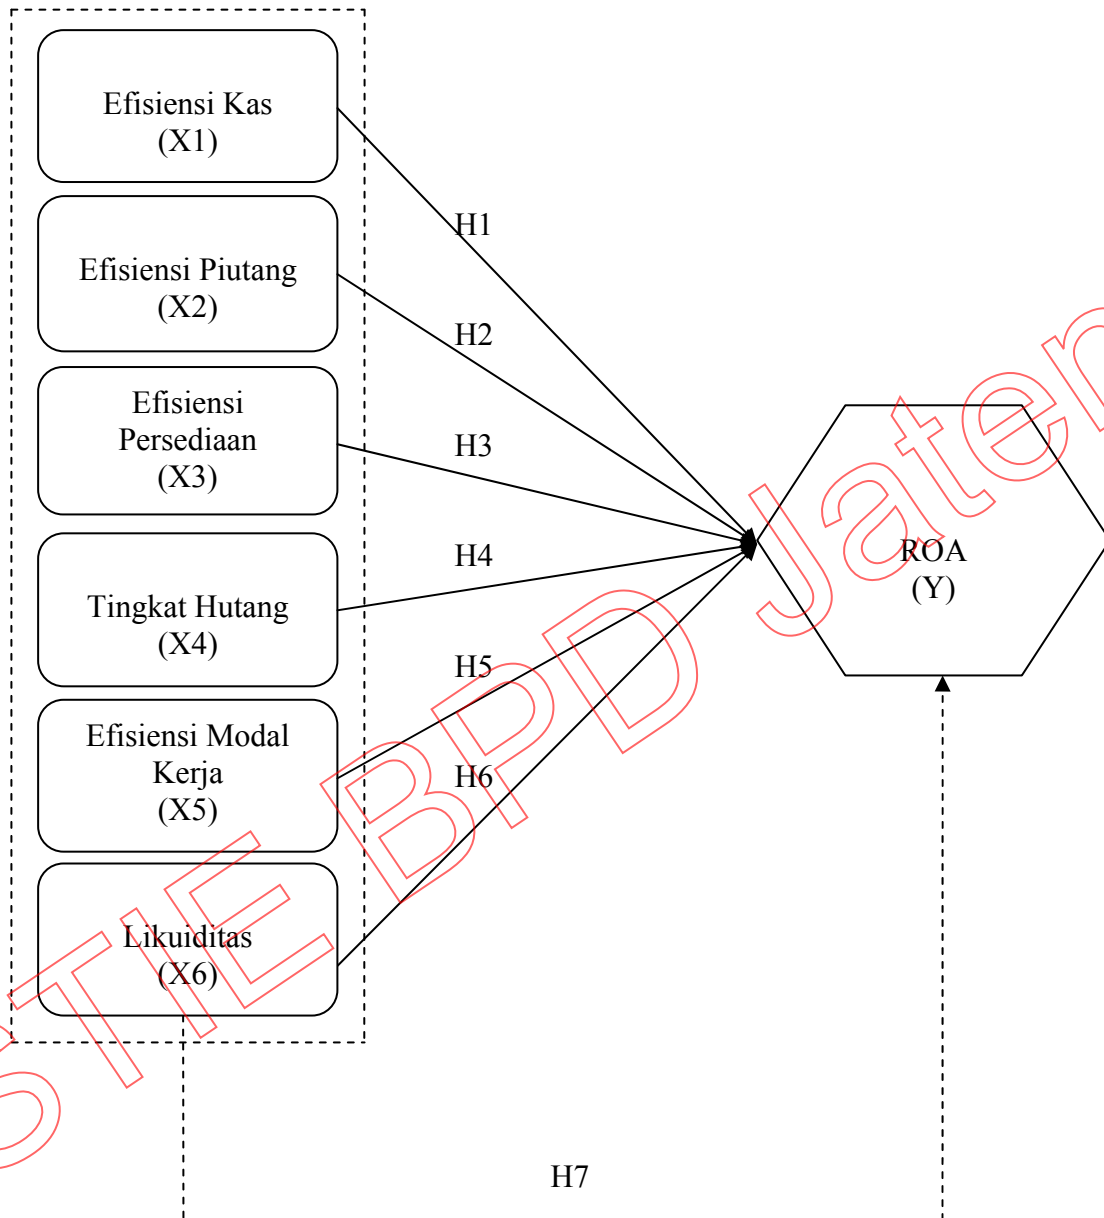 Efisiensi Kas
(X1)
H1
Efisiensi Piutang
(X2)
H2
Efisiensi
Persediaan
(X3)
H3
Tingkat Hutang
(X4)
H4
Efisiensi Modal
Kerja
(X5)
H5
Likuiditas
(X6)
H6
ROA
(Y)
H7
STIE BPD Jaten